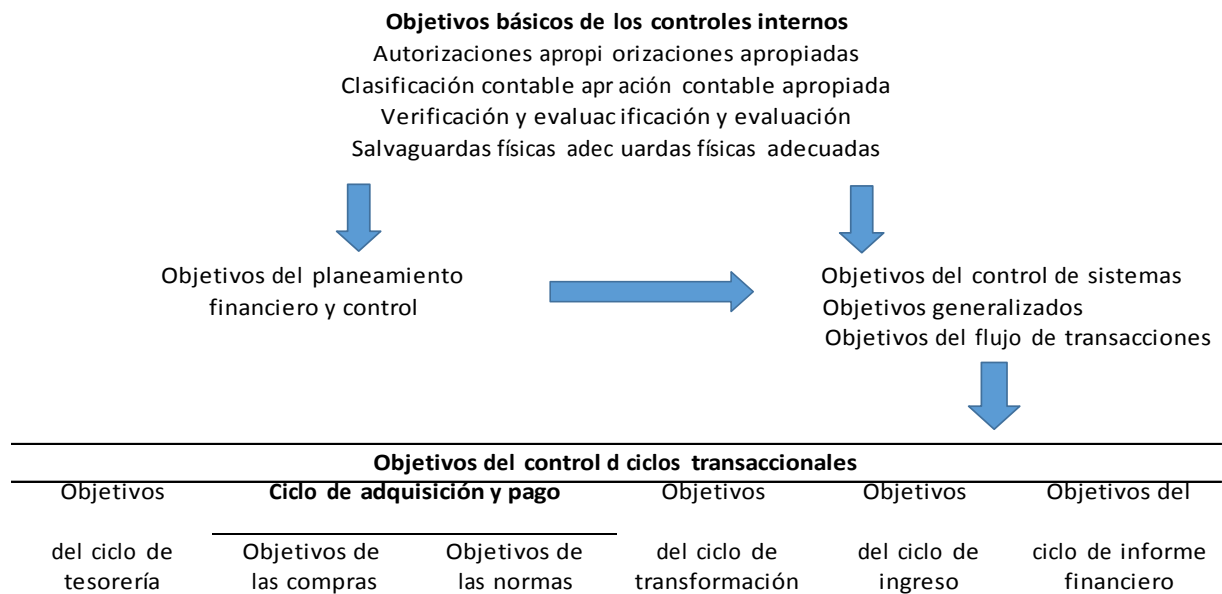 Objetivos básicos de los controles internos
Autorizaciones apropi orizaciones apropiadas
Clasificación contable apr ación contable apropiada
Verificación y evaluac ificación y evaluación
Salvaguardas físicas adec uardas físicas adecuadas
Objetivos del planeamiento
financiero y control
Objetivos del control de sistemas
Objetivos generalizados
Objetivos del flujo de transacciones
Objetivos del control d ciclos transaccionales
Objetivos
del ciclo de
tesorería
Ciclo de adquisición y pago
Objetivos de
las compras
Objetivos de
las normas
Objetivos
del ciclo de
transformación
Objetivos
del ciclo de
ingreso
Objetivos del
ciclo de informe
financiero